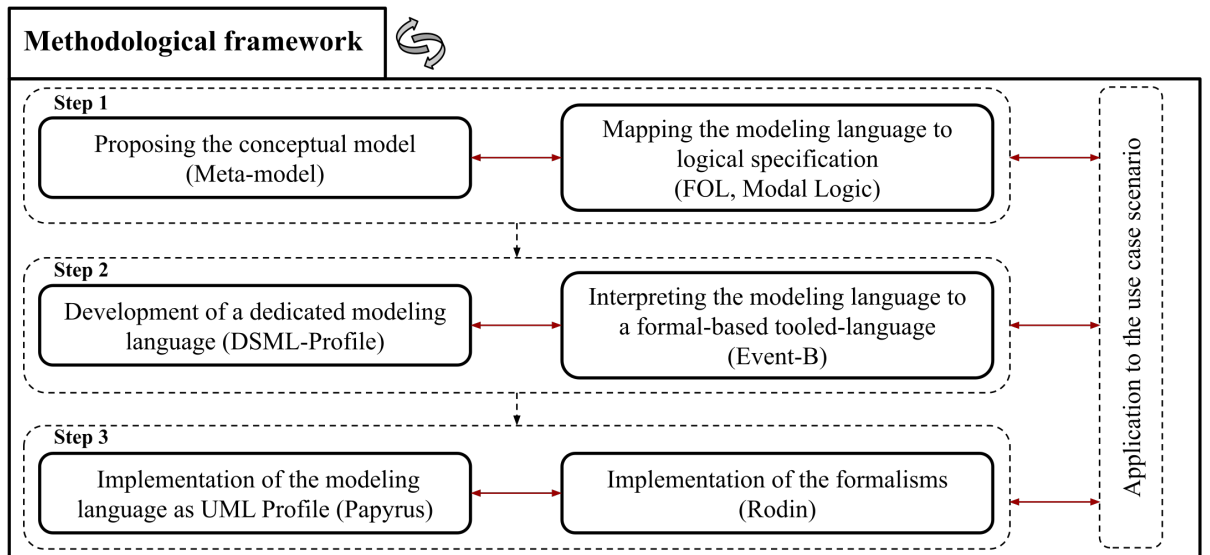 Methodological framework
Step 1
Proposing the conceptual model
(Meta-model)
Mapping the modeling language to
logical specification
(FOL, Modal Logic)
Step 2
Development of a dedicated modeling
language (DSML-Profile)
Interpreting the modeling language to
a formal-based tooled-language
(Event-B)
Step 3
Implementation of the modeling
language as UML Profile (Papyrus)
Implementation of the formalisms
(Rodin)
Application to the use case scenario